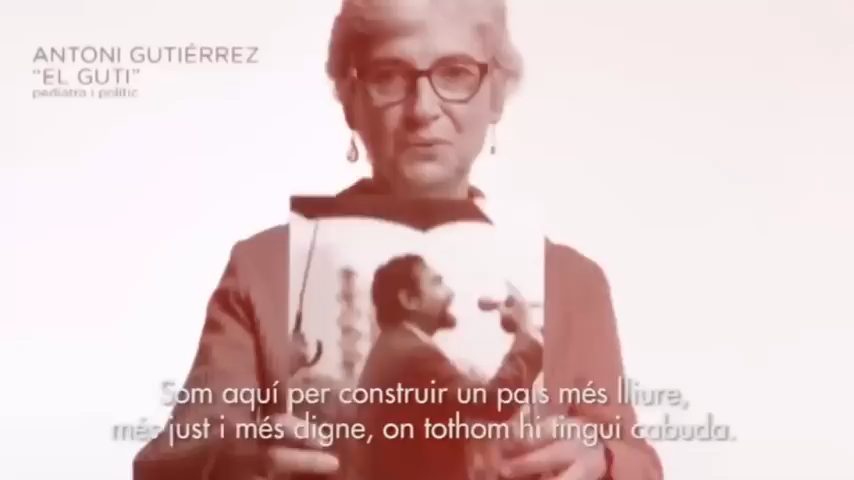 ANTONI GUTIÉRREZ
"EL GUTI"
pediatra i polític
Som aquí per construir un país més lliure,
més just i més digne, on tothom hi tingui cabuda.